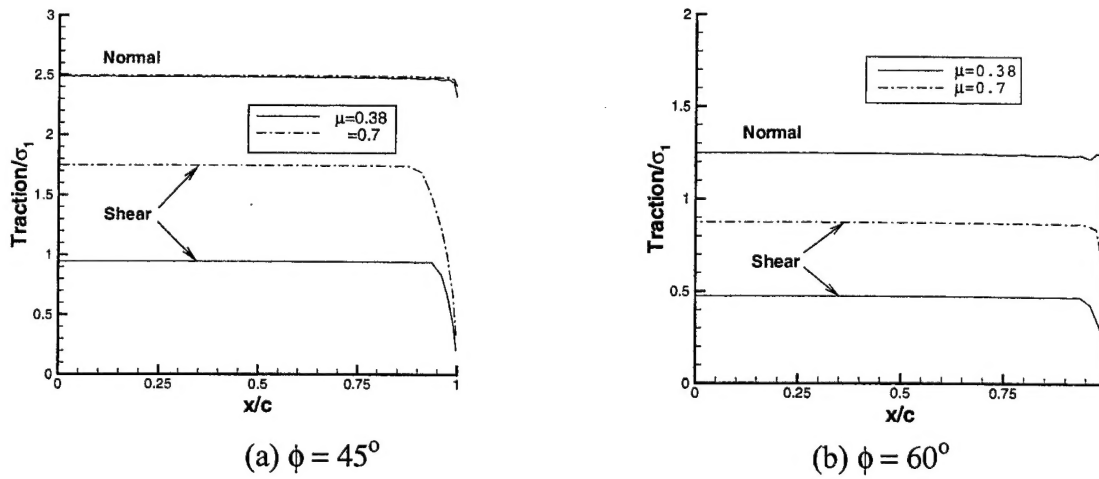 3
2.5
2
1.5
1
0.5
0
Traction/σ₁
Normal
μ=0.38
=0.7
Shear
0
0.25
0.5
0.75
1
x/c
(a) ϕ = 45°
2
1.5
1
0.5
0
Traction/σ₁
μ=0.38
μ=0.7
Normal
Shear
0
0.25
0.5
0.75
x/c
(b) ϕ = 60°